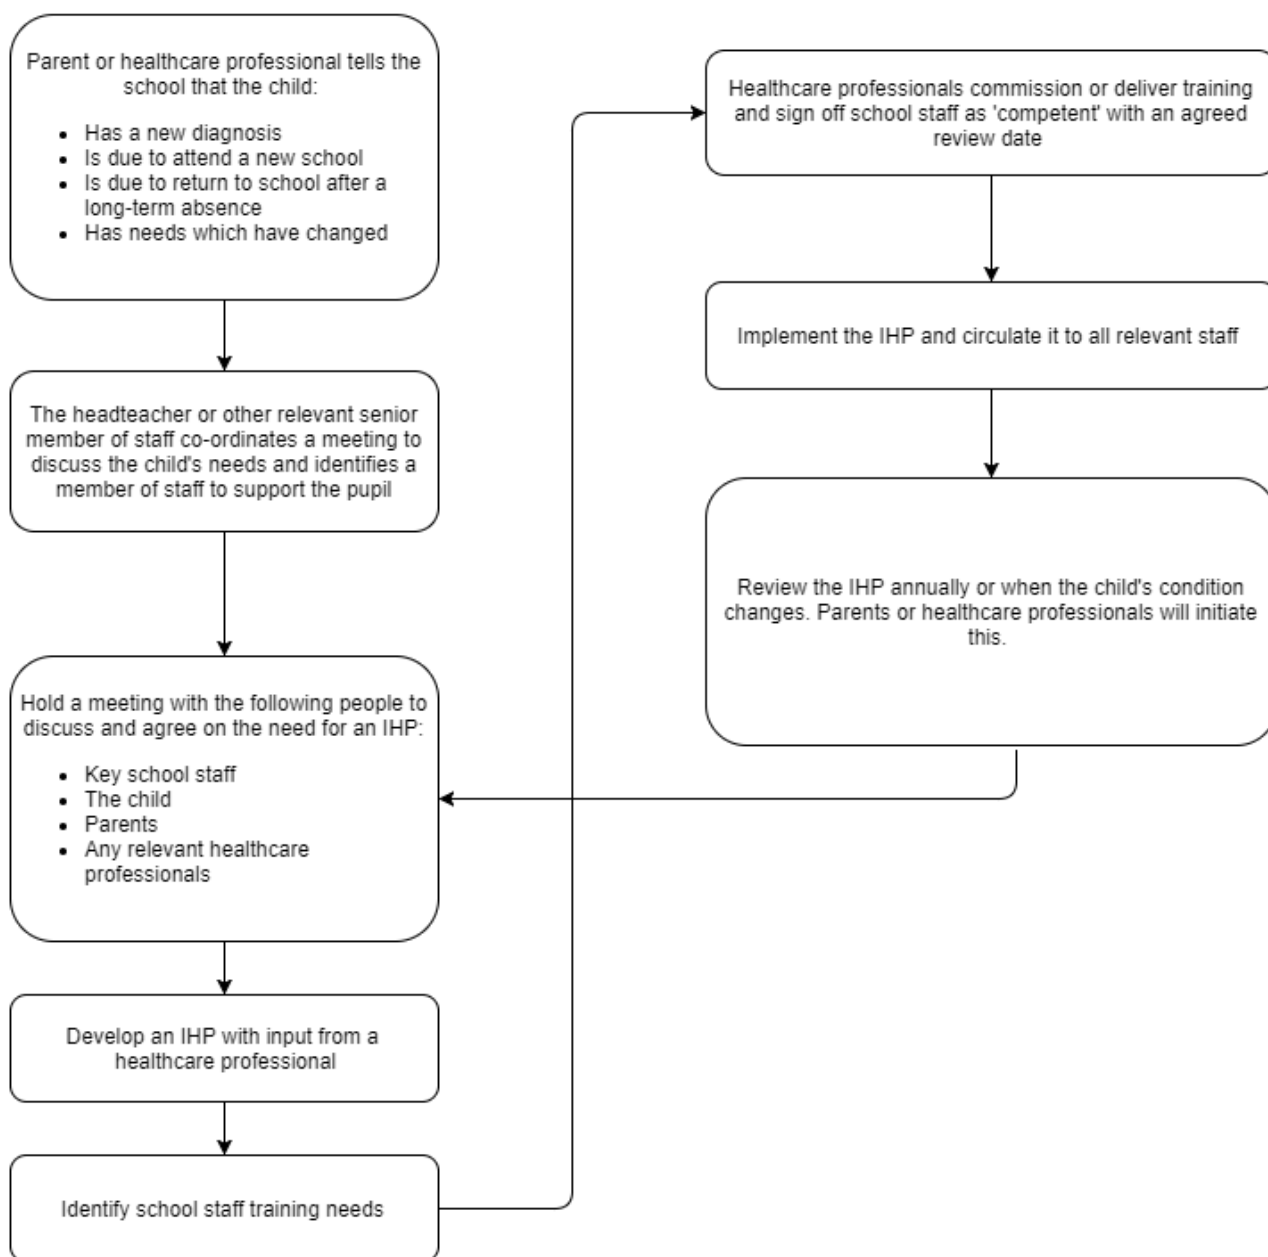 Parent or healthcare professional tells the
school that the child:
• Has a new diagnosis
• Is due to attend a new school
• Is due to return to school after a
long-term absence
• Has needs which have changed
The headteacher or other relevant senior
member of staff co-ordinates a meeting to
discuss the child's needs and identifies a
member of staff to support the pupil
Hold a meeting with the following people to
discuss and agree on the need for an IHP:
• Key school staff
• The child
• Parents
• Any relevant healthcare
professionals
Develop an IHP with input from a
healthcare professional
Identify school staff training needs
Healthcare professionals commission or deliver training
and sign off school staff as 'competent' with an agreed
review date
Implement the IHP and circulate it to all relevant staff
Review the IHP annually or when the child's condition
changes. Parents or healthcare professionals will initiate
this.